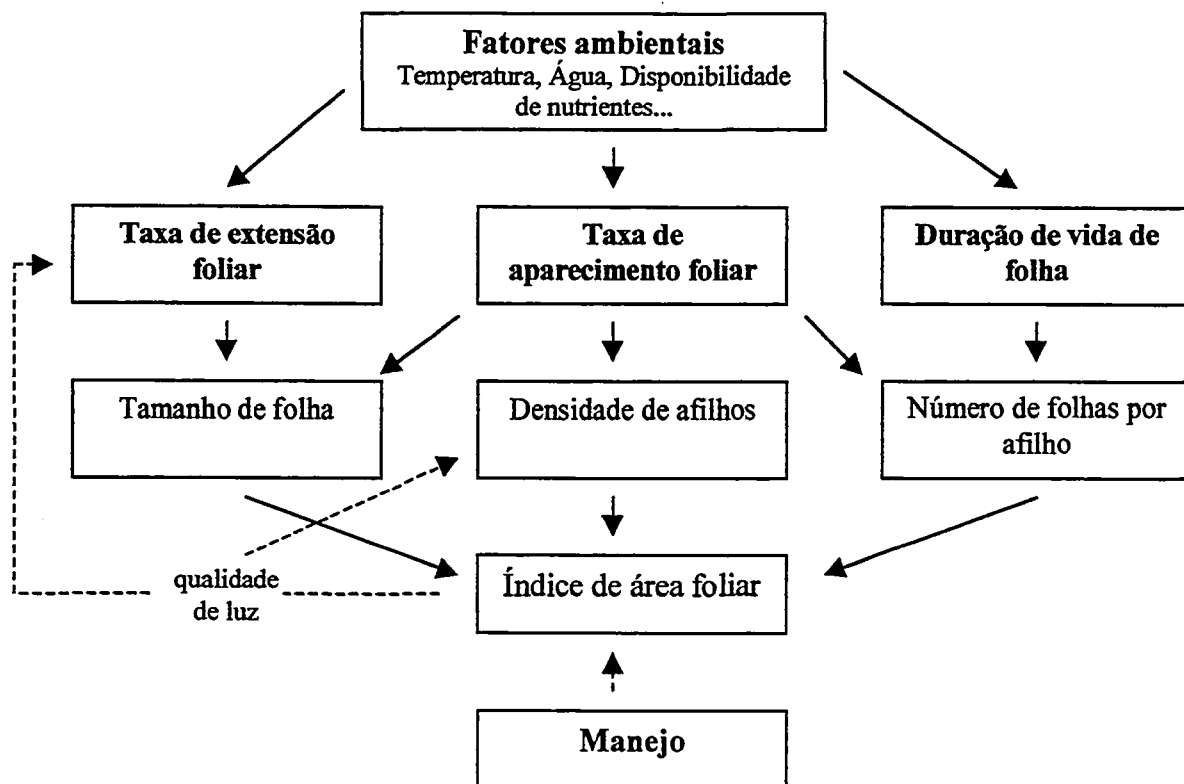 Fatores ambientais
Temperatura, Água, Disponibilidade
de nutrientes...
Taxa de extensão
foliar
Taxa de
aparecimento foliar
Duração de vida de
folha
Tamanho de folha
Densidade de afilhos
Número de folhas por
afilho
qualidade
de luz
Índice de área foliar
Manejo